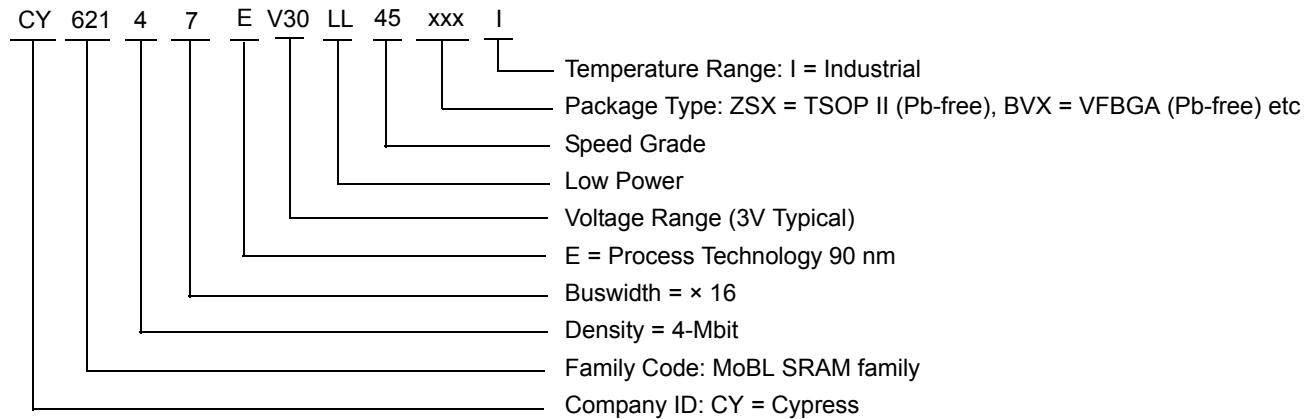 CY 621 4 7 E V30 LL 45 xxx I
Temperature Range: I = Industrial
Package Type: ZSX = TSOP II (Pb-free), BVX = VFBGA (Pb-free) etc
Speed Grade
Low Power
Voltage Range (3V Typical)
E = Process Technology 90 nm
Buswidth = × 16
Density = 4-Mbit
Family Code: MoBL SRAM family
Company ID: CY = Cypress